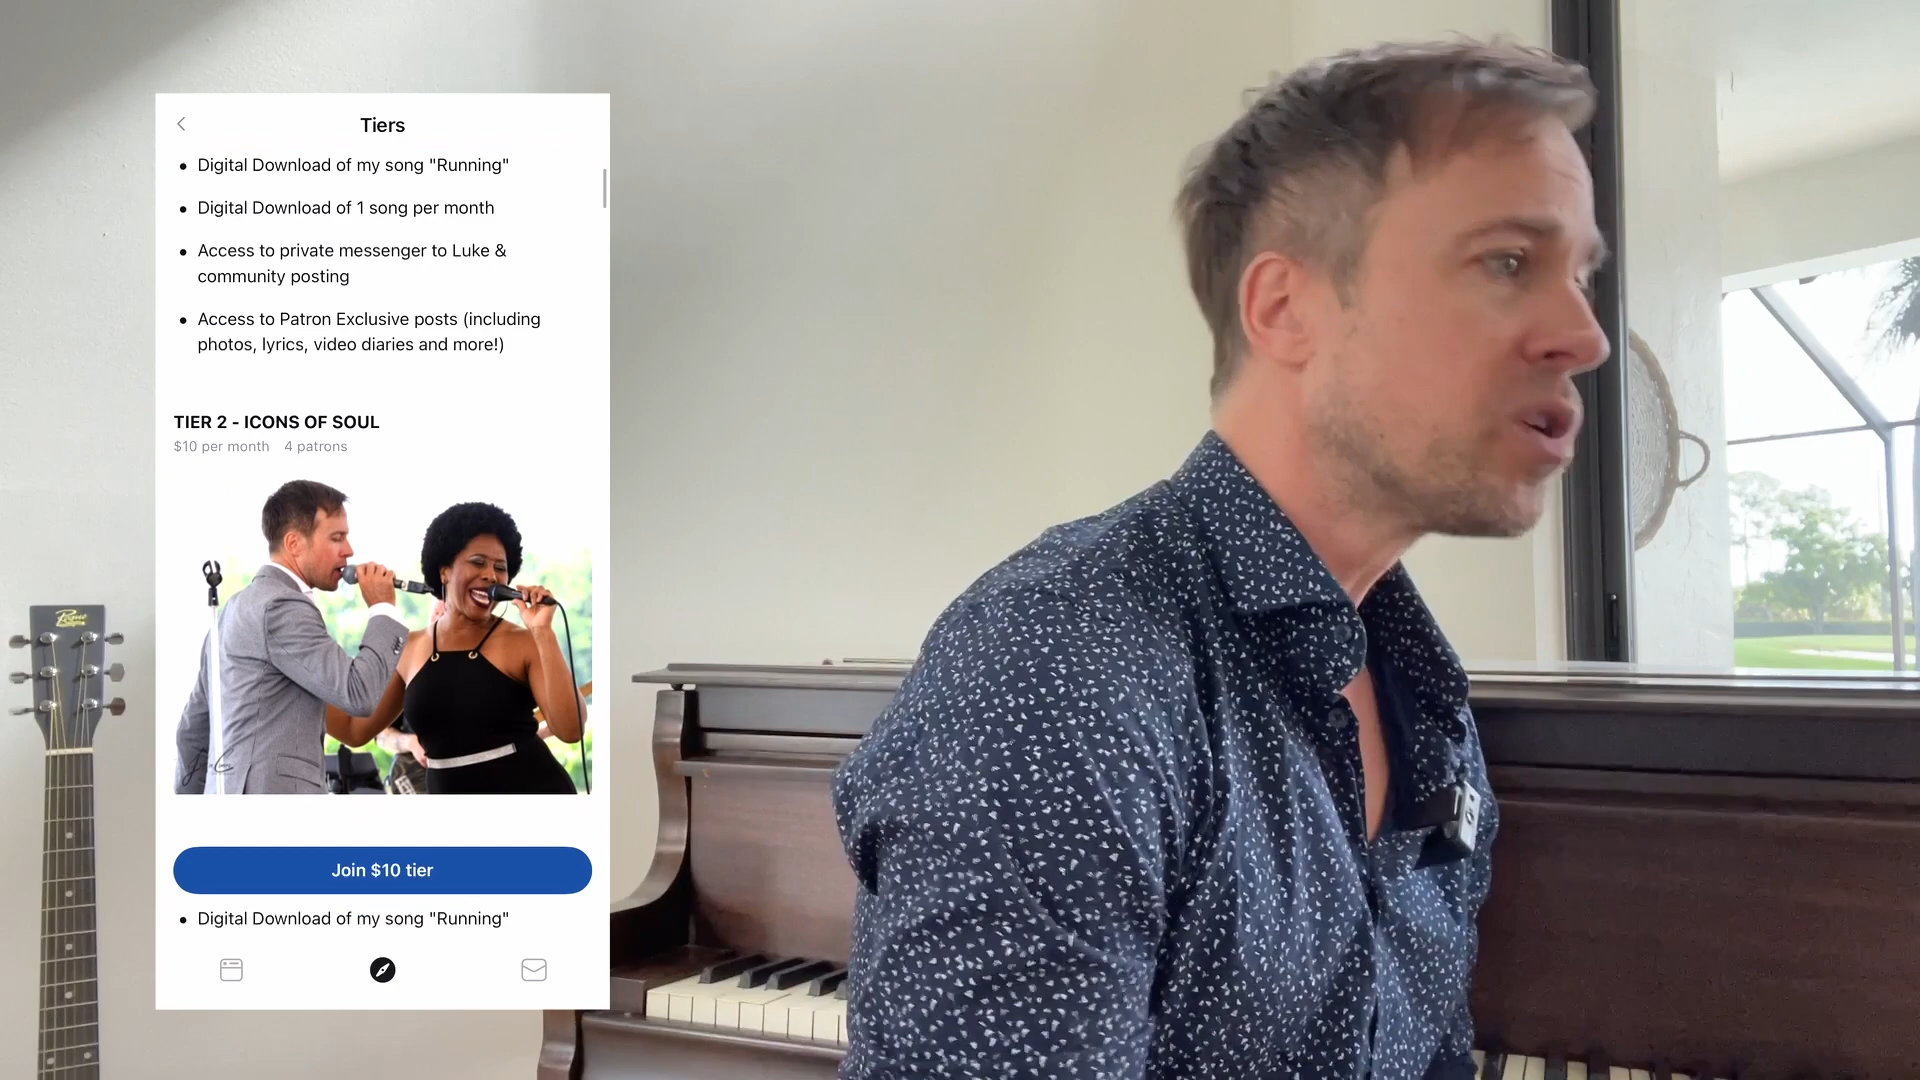 Tiers
Digital Download of my song "Running"
Digital Download of 1 song per month
Access to private messenger to Luke &
community posting
Access to Patron Exclusive posts (including
photos, lyrics, video diaries and more!)
TIER 2 - ICONS OF SOUL
$10 per month 4 patrons
Join $10 tier
Digital Download of my song "Running"